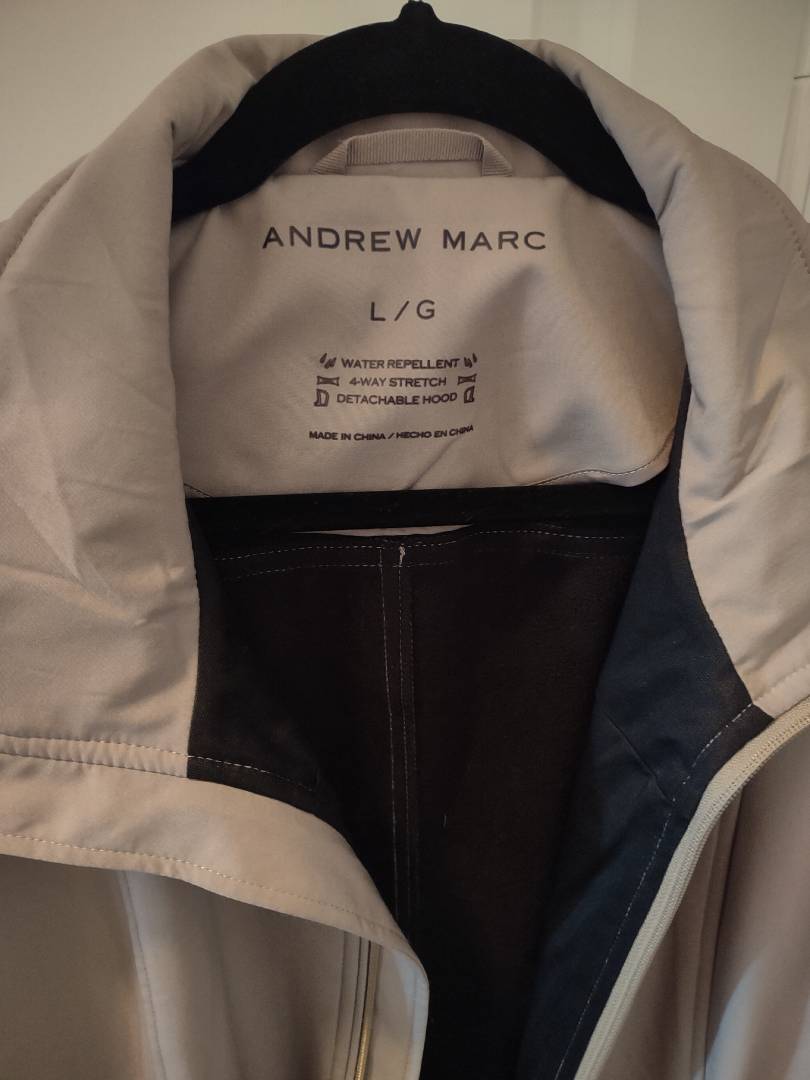 ANDREW MARC
L/G
WATER REPELLENT
4-WAY STRETCH
DETACHABLE HOOD
MADE IN CHINA / HECHO EN CHINA